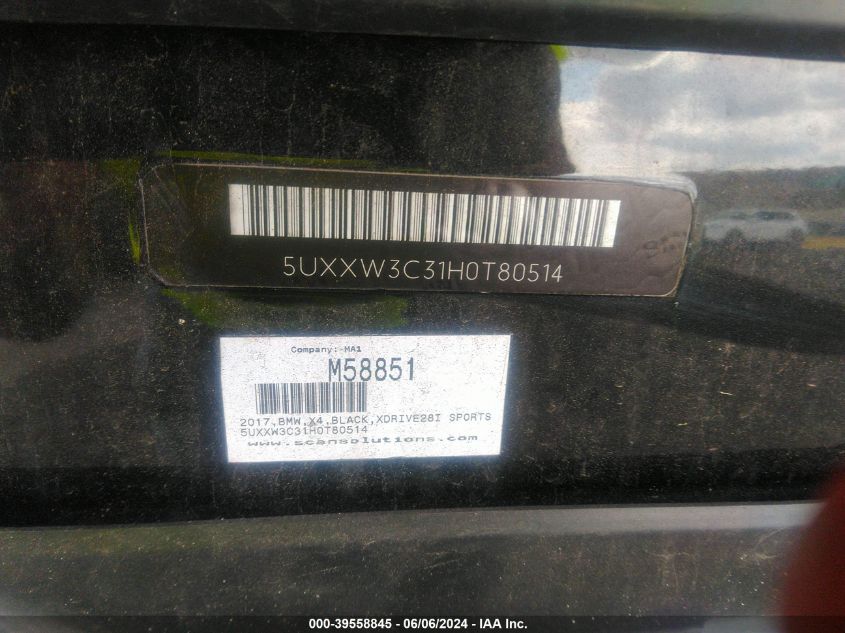 5UXXW3C31H0T80514
Company:-MA1
M58851
2017,BMW,X4,BLACK,XDRIVE28I SPORTS
5UXXW3C31H0T80514
www.scansolutions.com
000-39558845 / 06/06/2024 - IAA Inc.